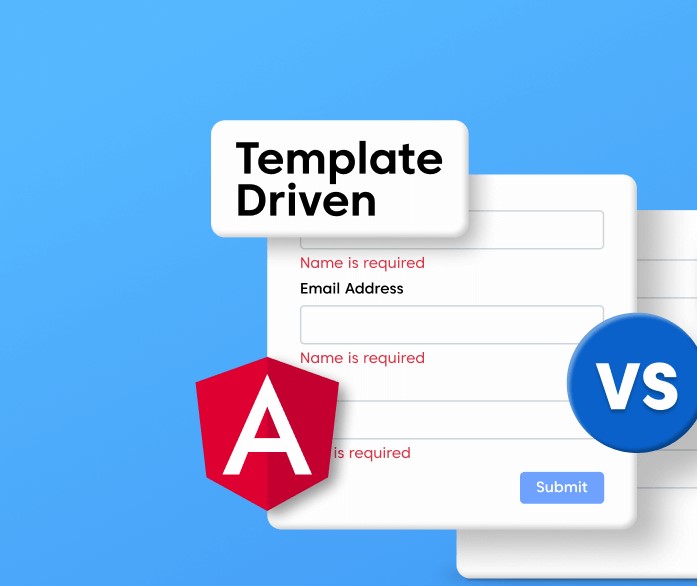 Template
Driven
Name is required
Email Address
Name is required
is required
Submit
VS
A